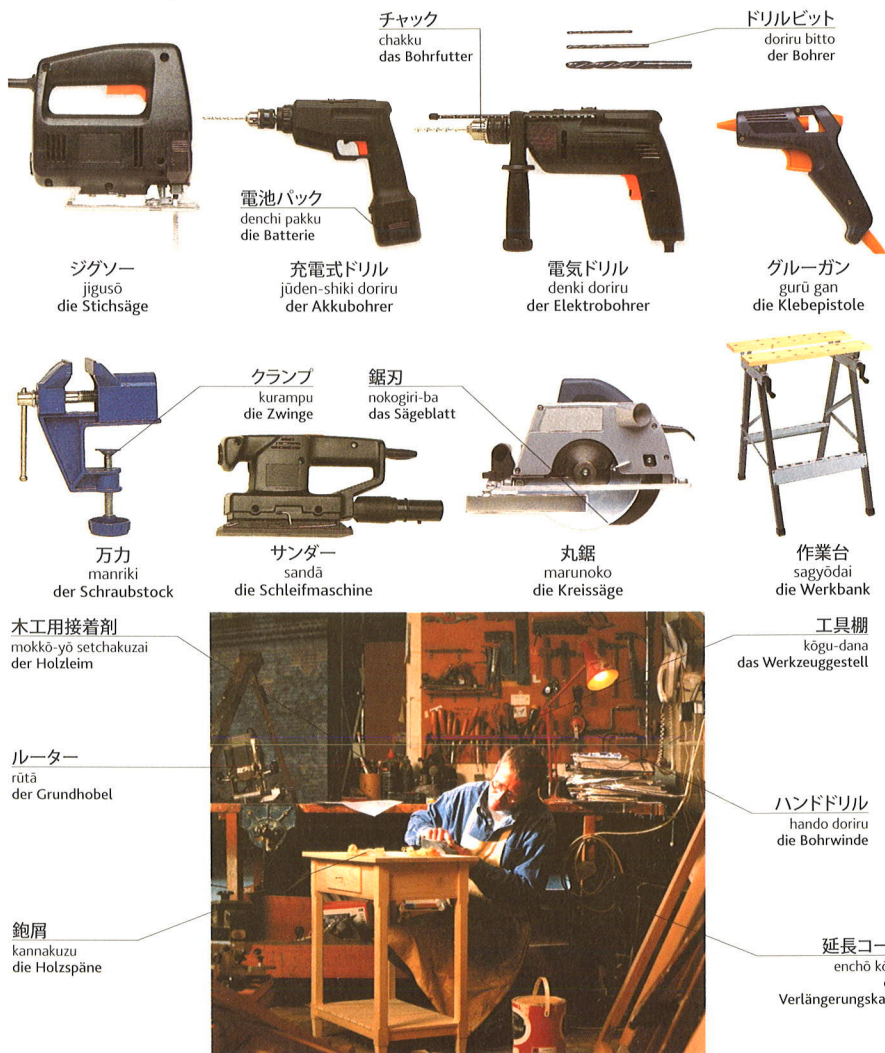 チャック
chakku
das Bohrfutter
ドリルビット
doriru bitto
der Bohrer
電池パック
denchi pakku
die Batterie
ジグソー
jigusō
die Stichsäge
充電式ドリル
jūden-shiki doriru
der Akkubohrer
電気ドリル
denki doriru
der Elektrobohrer
グルーガン
gurū gan
die Klebepistole
クランプ
kurampu
die Zwinge
鋸刃
nokogiri-ba
das Sägeblatt
万力
manriki
der Schraubstock
サンダー
sandā
die Schleifmaschine
丸鋸
marunoko
die Kreissäge
作業台
sagyōdai
die Werkbank
木工用接着剤
mokkō-yō setchakuzai
der Holzleim
工具棚
kōgu-dana
das Werkzeuggestell
ルーター
rūtā
der Grundhobel
ハンドドリル
hando doriru
die Bohrwinde
鉋屑
kannakuzu
die Holzspäne
延長コー
enchō
Verlängerungska